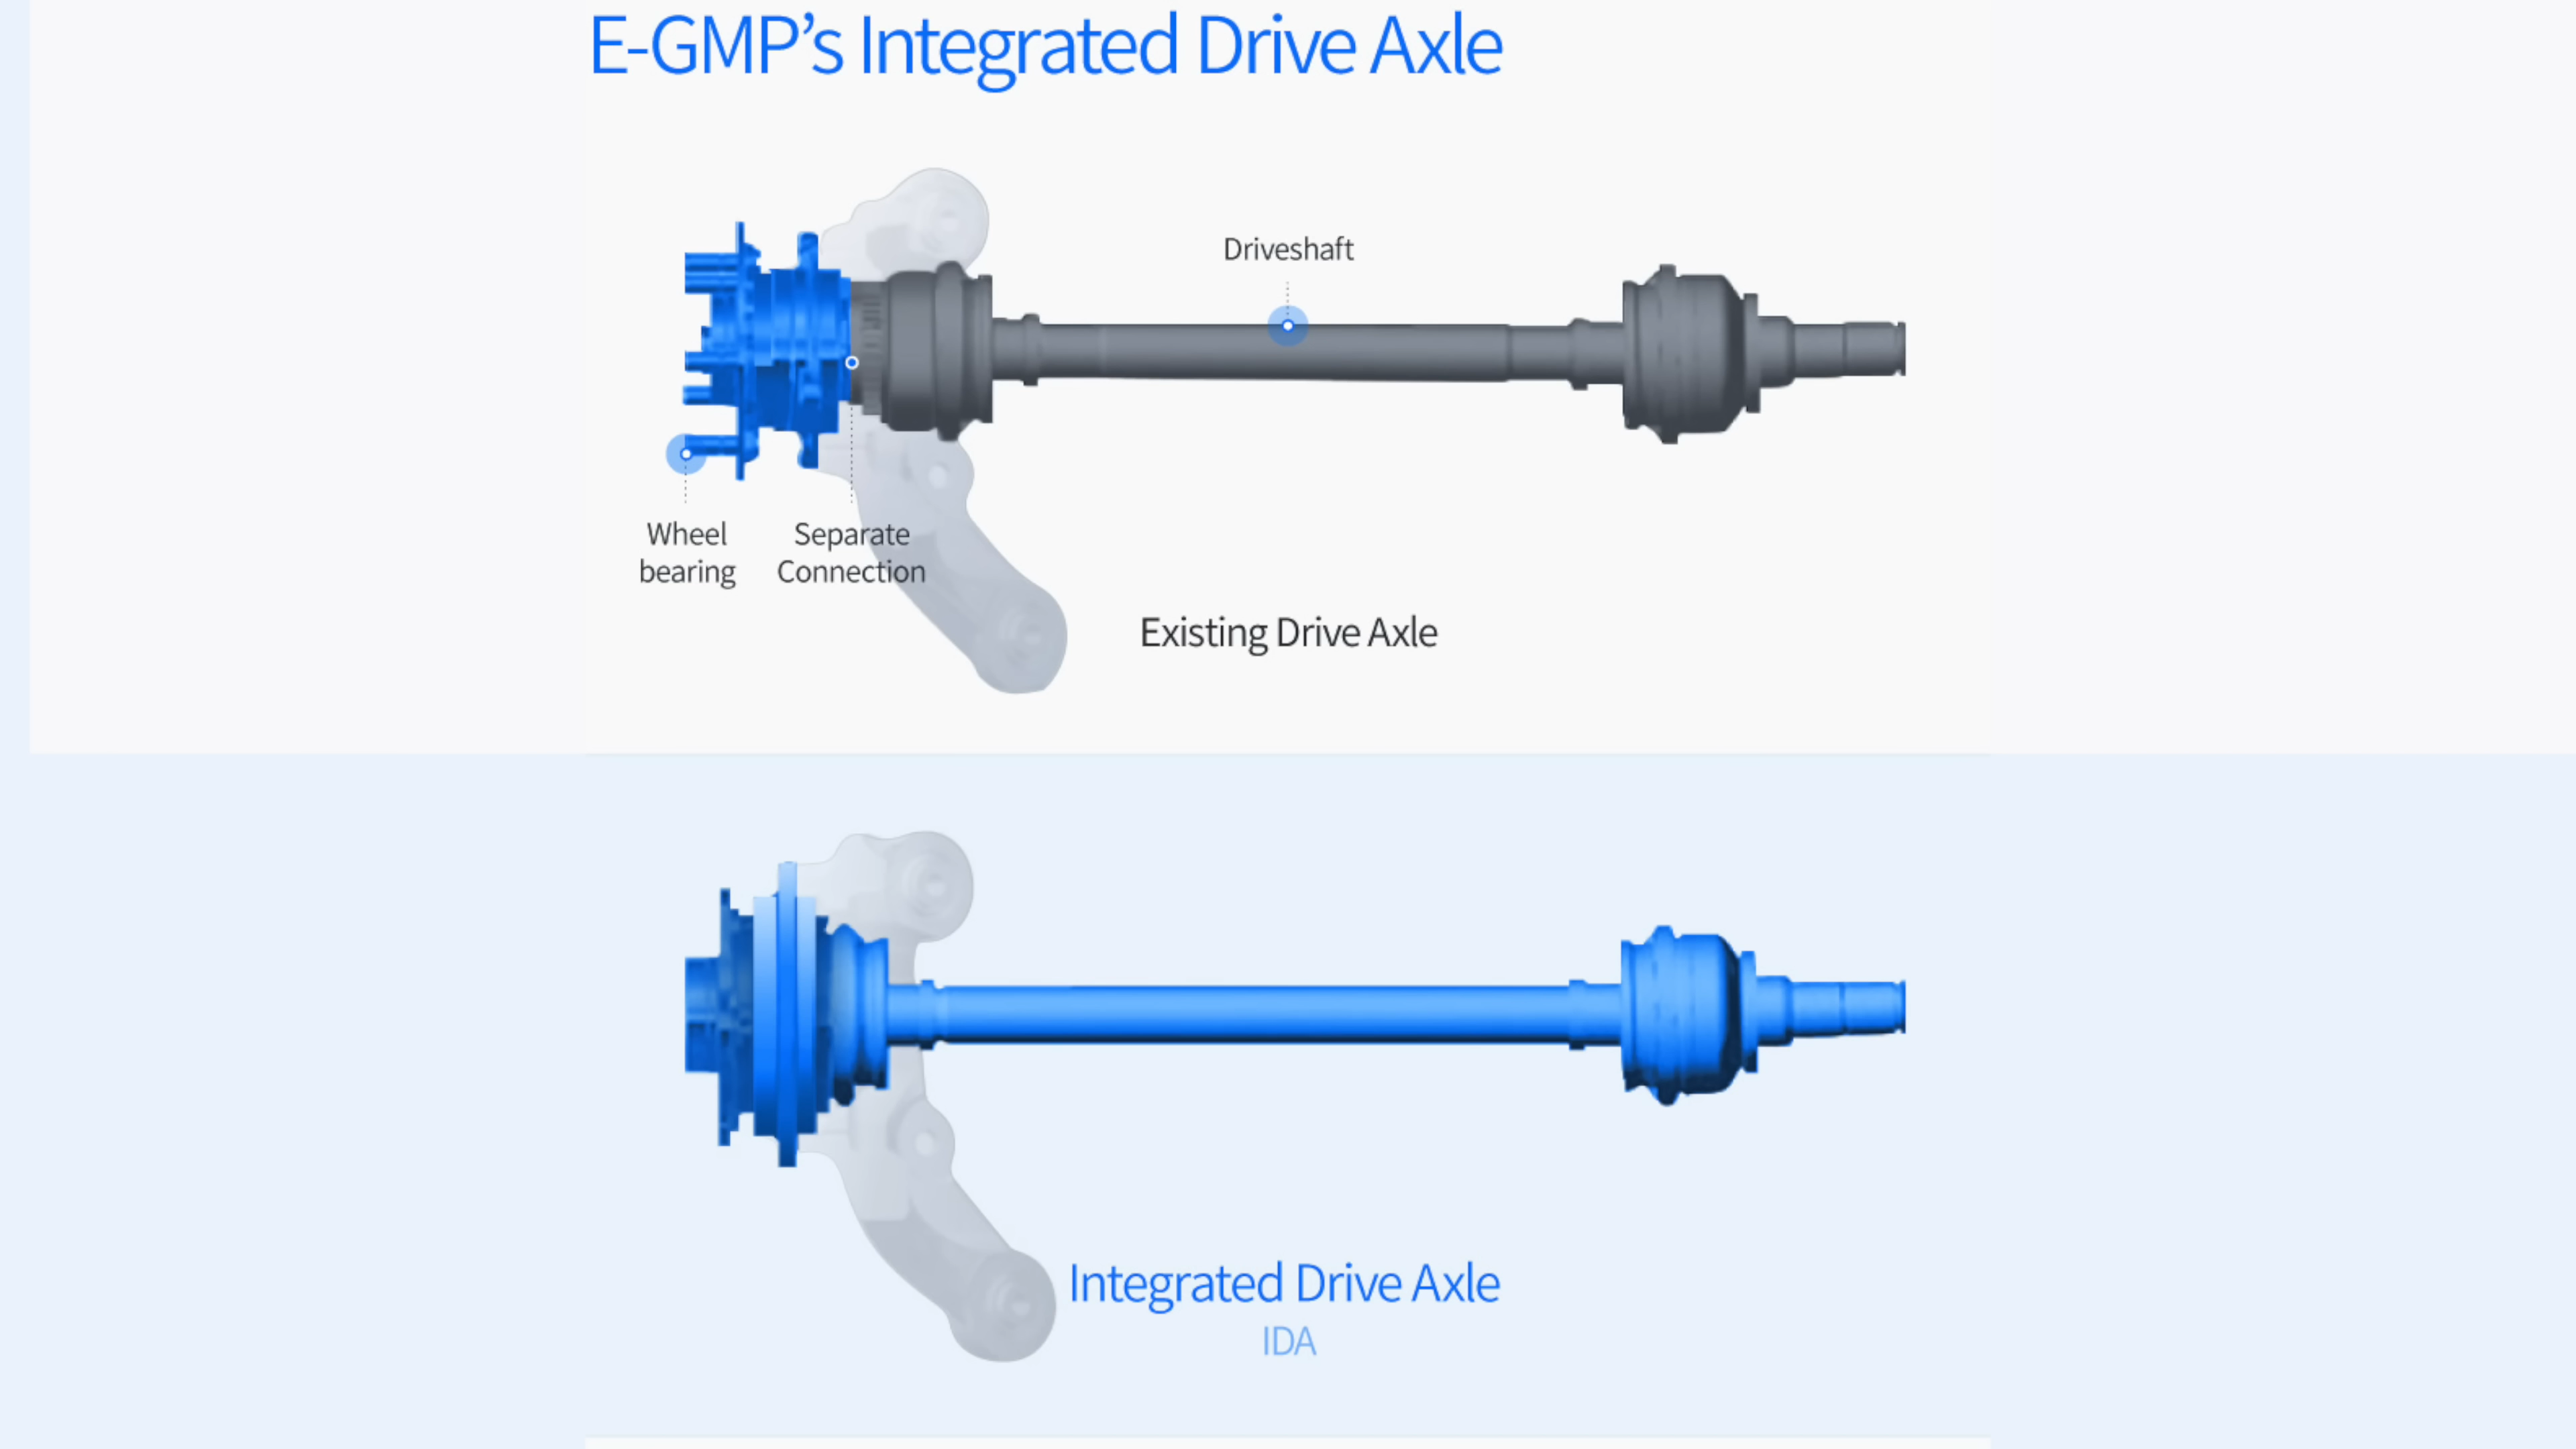 E-GMP’s Integrated Drive Axle
Driveshaft
Wheel
bearing
Separate
Connection
Existing Drive Axle
Integrated Drive Axle
IDA